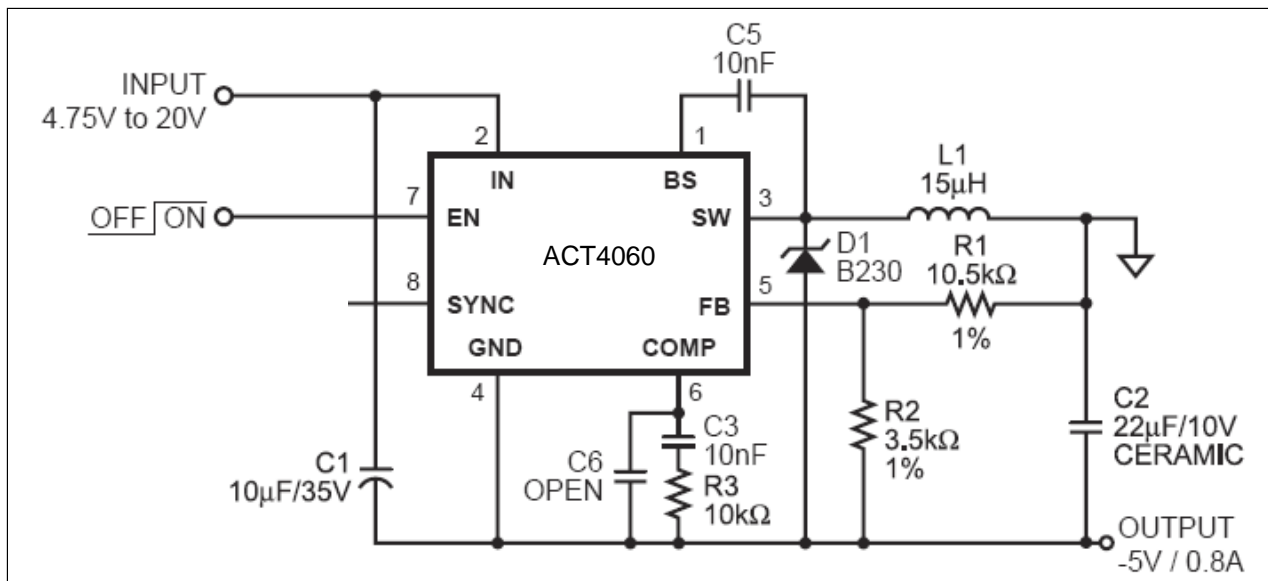 C5
10nF
INPUT
4.75V to 20V
2
1
IN
BS
L1
15µH
7
EN
3
SW
OFF ON
ACT4060
D1
B230
R1
10.5kΩ
1%
8
SYNC
5
FB
GND
COMP
4
6
R2
3.5kΩ
1%
C2
22µF/10V
CERAMIC
C3
10nF
C1
10µF/35V
C6
OPEN
R3
10kΩ
OUTPUT
-5V / 0.8A